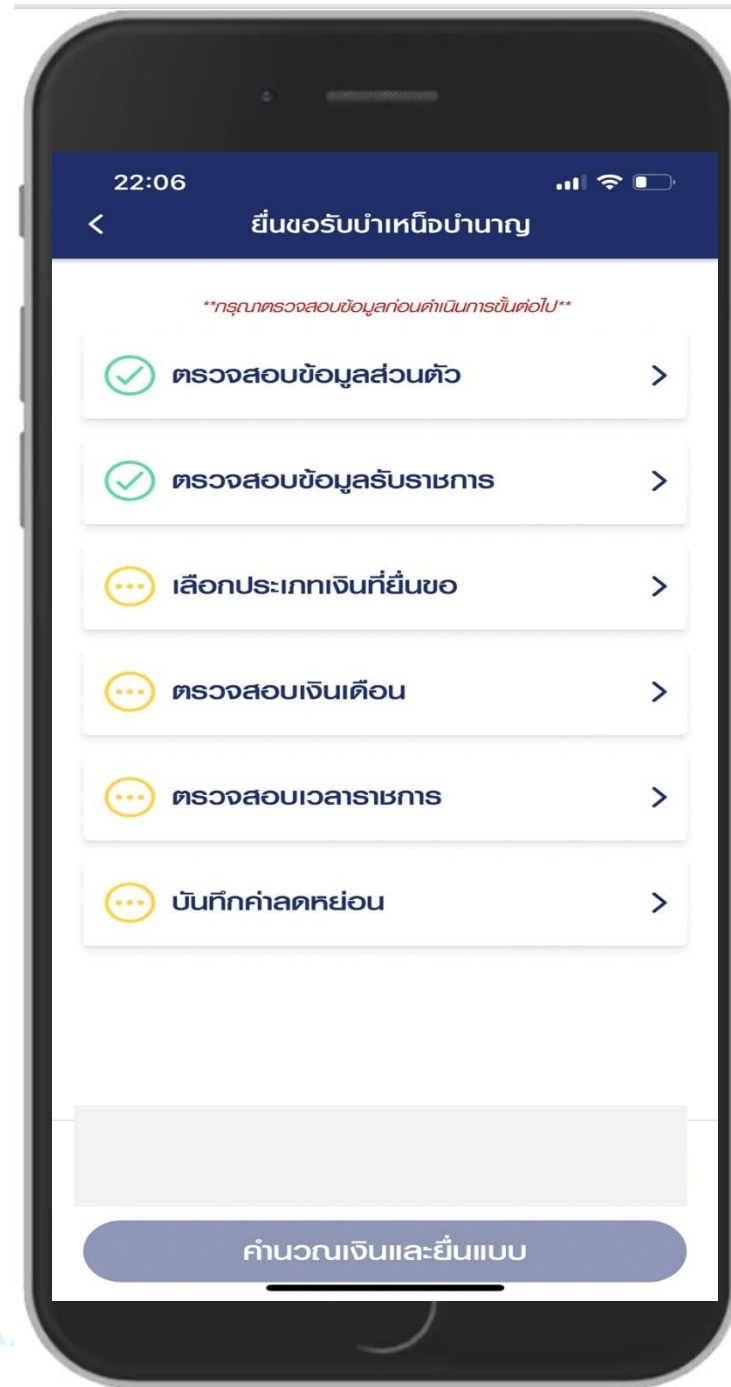 22:06
ยื่นขอรับบำเหน็จบำนาญ
**กรุณาตรวจสอบข้อมูลก่อนดำเนินการขั้นต่อไป**
ตรวจสอบข้อมูลส่วนตัว
ตรวจสอบข้อมูลรับราชการ
เลือกประเภทเงินที่ยื่นขอ
ตรวจสอบเงินเดือน
ตรวจสอบเวลาราชการ
บันทึกค่าลดหย่อน
คำนวณเงินและยื่นแบบ